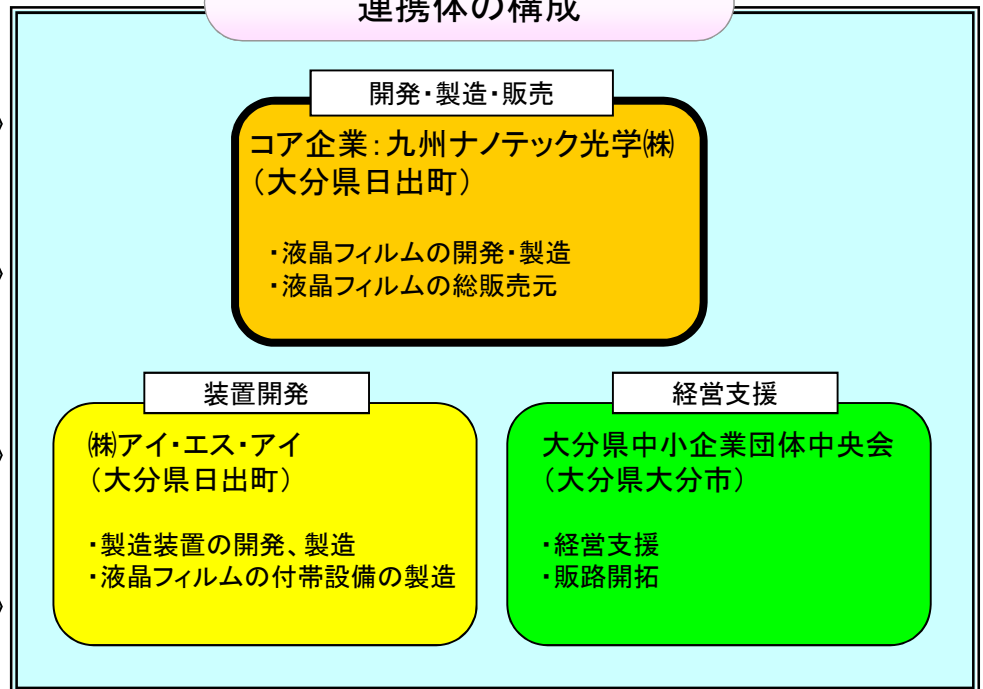 連携体の構成
開発・製造・販売
コア企業：九州ナノテック光学㈱
（大分県日出町）
・液晶フィルムの開発・製造
・液晶フィルムの総販売元
装置開発
㈱アイ・エス・アイ
（大分県日出町）
・製造装置の開発、製造
・液晶フィルムの付帯設備の製造
経営支援
大分県中小企業団体中央会
（大分県大分市）
・経営支援
・販路開拓